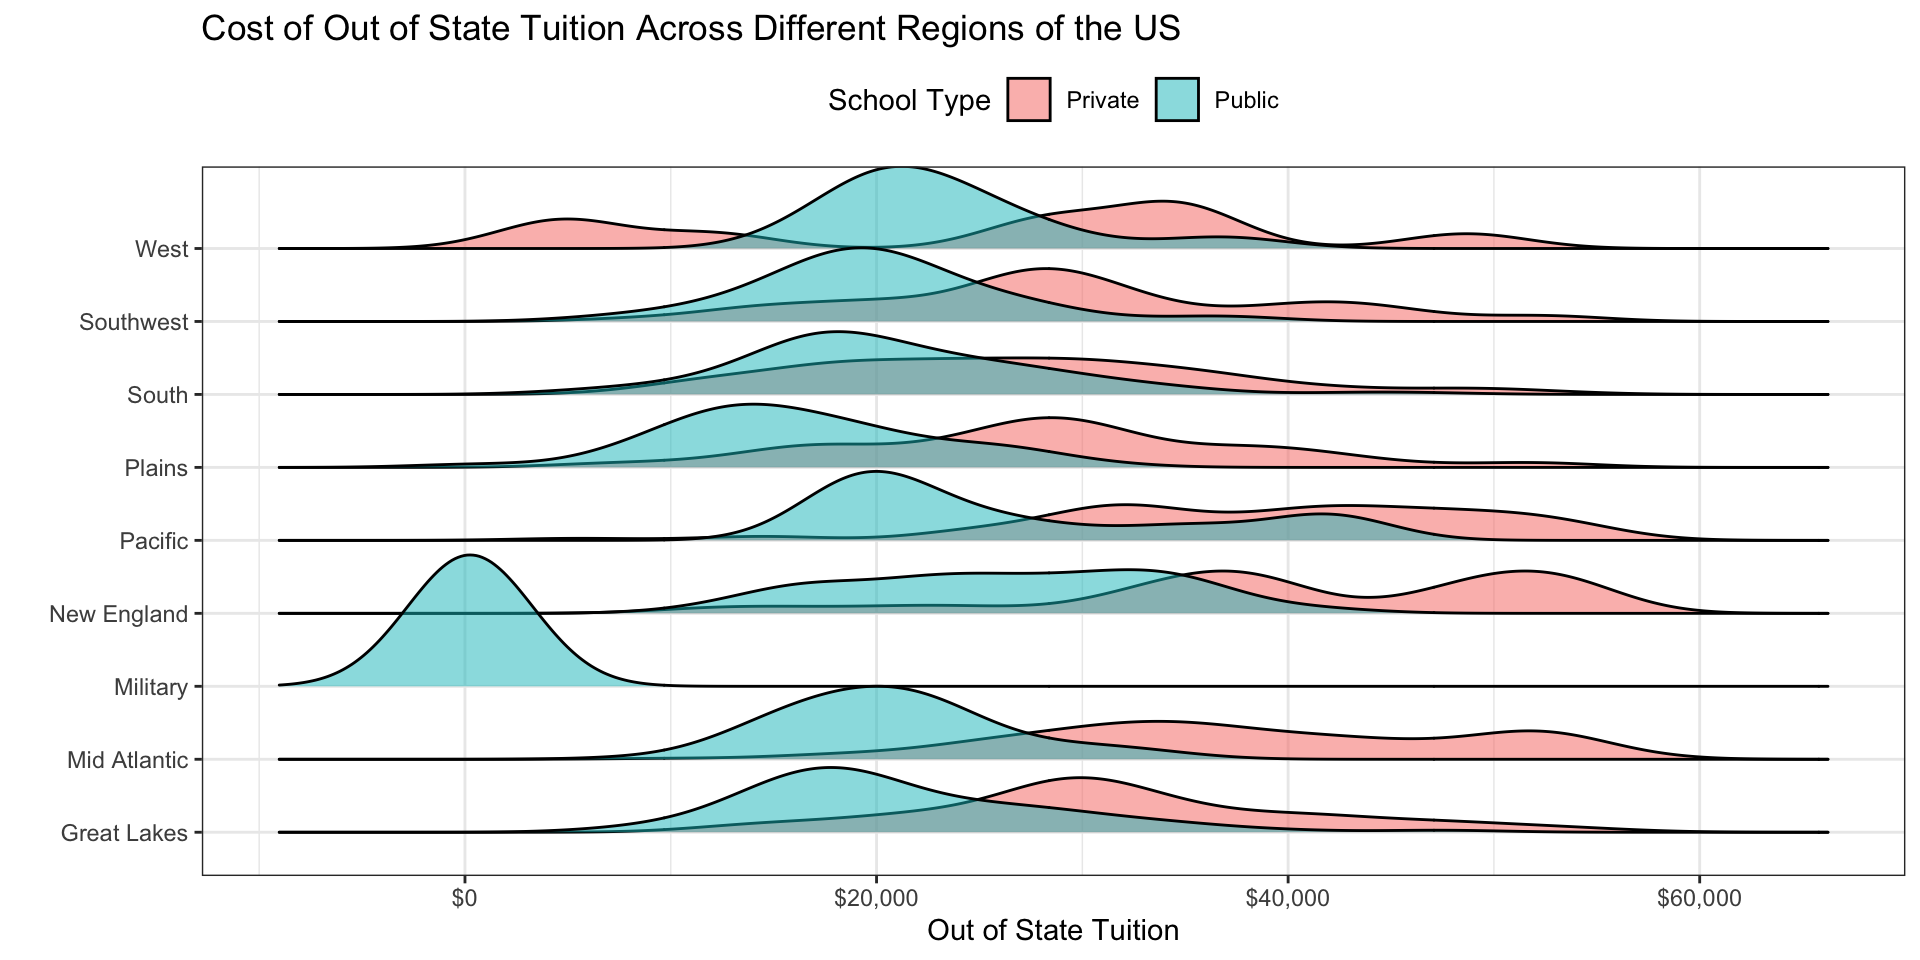 Cost of Out of State Tuition Across Different Regions of the US
School Type Private Public
West
Southwest
South
Plains
Pacific
New England
Military
Mid Atlantic
Great Lakes
$0 $20,000 $40,000 $60,000
Out of State Tuition